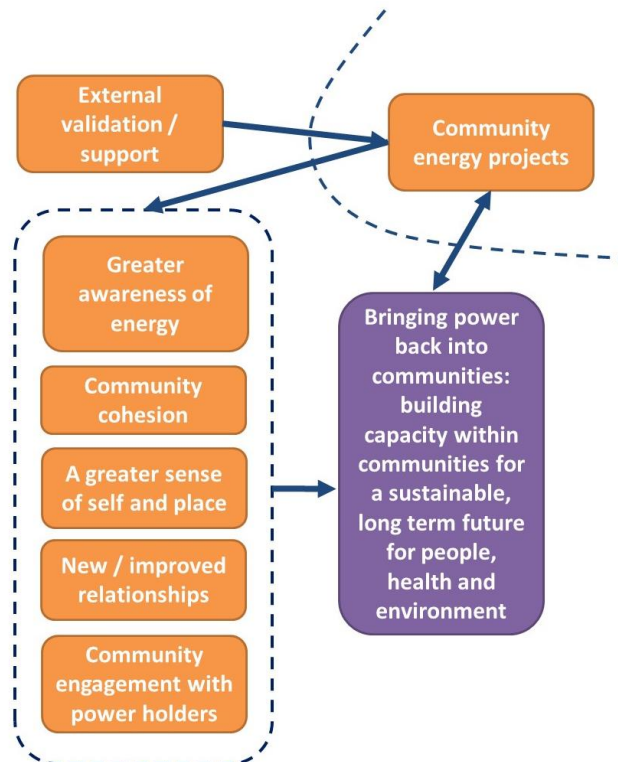 External
validation /
support
Community
energy projects
Greater
awareness of
energy
Community
cohesion
A greater sense
of self and place
New / improved
relationships
Community
engagement with
power holders
Bringing power
back into
communities:
building
capacity within
communities for
a sustainable,
long term future
for people,
health and
environment